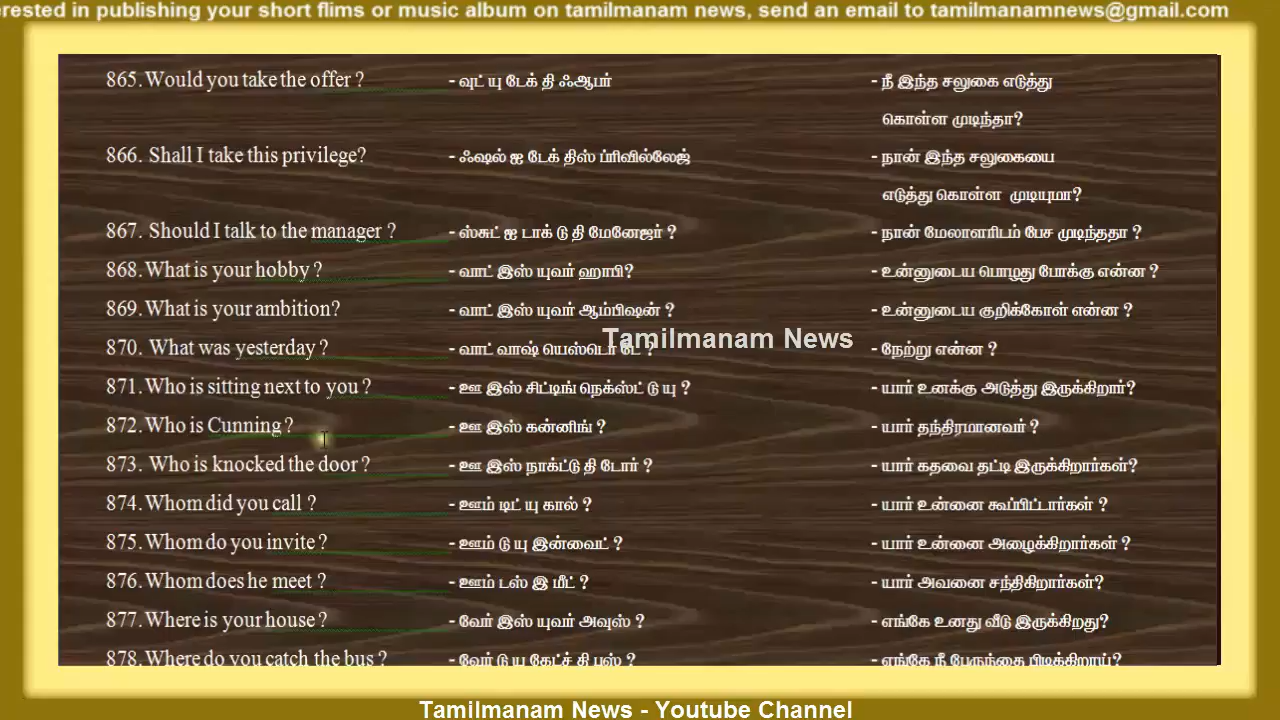 erested in publishing your short flims or music album on tamilmanam news, send an email to tamilmanamnews@gmail.com
865. Would you take the offer ? - வுட் யு டேக் தி ஃஆபர் - நீ இந்த சலுகை எடுத்து
கொள்ள முடிந்தா?
866. Shall I take this privilege? - ஃஷல் ஐ டேக் திஸ் ப்ரிவில்லேஜ் - நான் இந்த சலுகையை
எடுத்து கொள்ள முடியுமா?
867. Should I talk to the manager ? - ஸ்சுட் ஐ டாக் டு தி மேனேஜர் ? - நான் மேலாளரிடம் பேச முடிந்ததா ?
868. What is your hobby ? - வாட் இஸ் யுவர் ஹாபி? - உன்னுடைய பொழுது போக்கு என்ன ?
869. What is your ambition? - வாட் இஸ் யுவர் ஆம்பிஷன் ? - உன்னுடைய குறிக்கோள் என்ன ?
Tamilmanam News
870. What was yesterday ? - வாட் வாஷ் யெஸ்டெர் டே ? - நேற்று என்ன ?
871. Who is sitting next to you ? - ஊ இஸ் சிட்டிங் நெக்ஸ்ட் டு யு ? - யார் உனக்கு அடுத்து இருக்கிறார்?
872. Who is Cunning ? - ஊ இஸ் கன்னிங் ? - யார் தந்திரமானவர் ?
873. Who is knocked the door ? - ஊ இஸ் நாக்ட்டு தி டோர் ? - யார் கதவை தட்டி இருக்கிறார்கள்?
874. Whom did you call ? - ஊம் டிட் யு கால் ? - யார் உன்னை கூப்பிட்டார்கள் ?
875. Whom do you invite ? - ஊம் டு யு இன்வைட் ? - யார் உன்னை அழைக்கிறார்கள் ?
876. Whom does he meet ? - ஊம் டஸ் இ மீட் ? - யார் அவனை சந்திகிறார்கள்?
877. Where is your house ? - வேர் இஸ் யுவர் அவுஸ் ? - எங்கே உனது வீடு இருக்கிறது?
878. Where do you catch the bus ? - வேர் டு யு கேட்ச் தி பஸ் ? - எங்கே நீ பேருந்தை பிடிக்கிறாய்?
Tamilmanam News - Youtube Channel